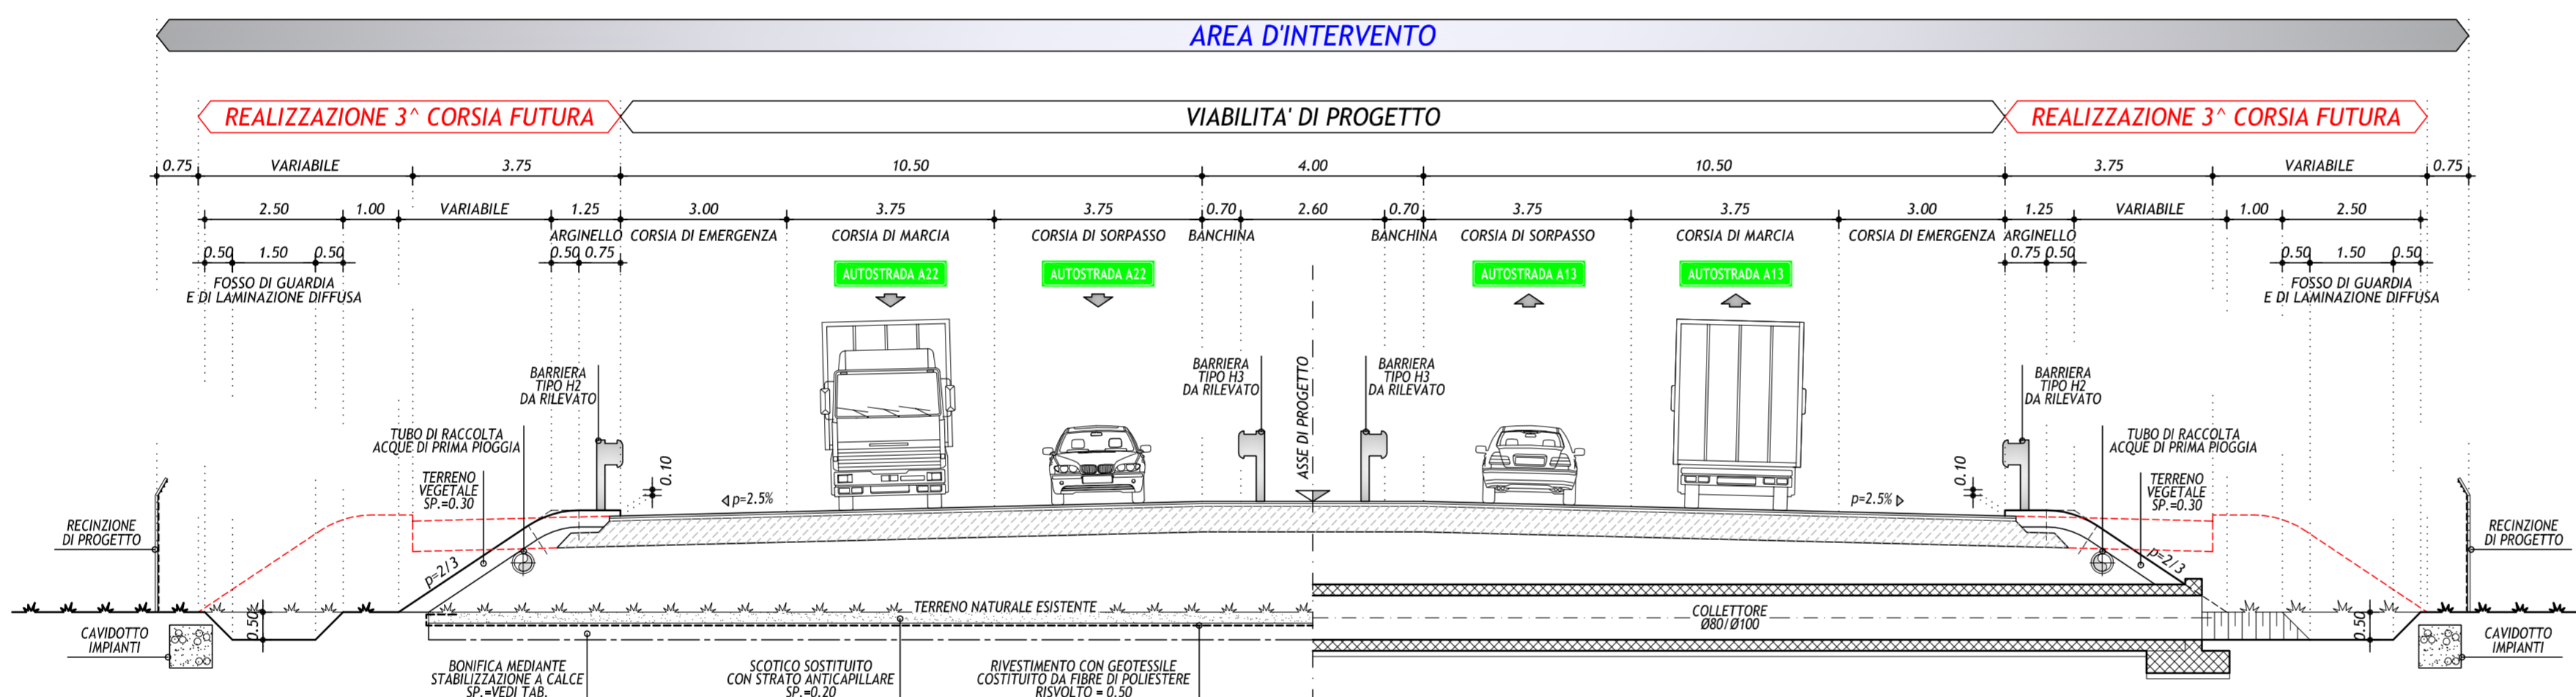 AREA D'INTERVENTO
REALIZZAZIONE 3^ CORSIA FUTURA
VIABILITA' DI PROGETTO
REALIZZAZIONE 3^ CORSIA FUTURA
0.75 VARIABILE 3.75 10.50 4.00 10.50 3.75 VARIABILE 0.75
2.50 1.00 VARIABILE 1.25 3.00 3.75 3.75 0.70 2.60 0.70 3.75 3.75 3.00 1.25 VARIABILE 1.00 2.50
ARGINELLO CORSIA DI EMERGENZA CORSIA DI MARCIA CORSIA DI SORPASSO BANCHINA BANCHINA CORSIA DI SORPASSO CORSIA DI MARCIA CORSIA DI EMERGENZA ARGINELLO
0.50 1.50 0.50 0.50 0.75 0.75 0.50 0.50 1.50 0.50
FOSSO DI GUARDIA
E DI LAMINAZIONE DIFFUSA
AUTOSTRADA A22
AUTOSTRADA A22
AUTOSTRADA A13
AUTOSTRADA A13
FOSSO DI GUARDIA
E DI LAMINAZIONE DIFFUSA
BARRIERA
TIPO H2
DA RILEVATO
BARRIERA
TIPO H3
DA RILEVATO
ASSE DI PROGETTO
BARRIERA
TIPO H3
DA RILEVATO
BARRIERA
TIPO H2
DA RILEVATO
TUBO DI RACCOLTA
ACQUE DI PRIMA PIOGGIA
TUBO DI RACCOLTA
ACQUE DI PRIMA PIOGGIA
TERRENO
VEGETALE
SP.=0.30
0.10
p=2.5%
p=2.5%
0.10
TERRENO
VEGETALE
SP.=0.30
RECINZIONE
DI PROGETTO
RECINZIONE
DI PROGETTO
p=2/3
p=2/3
TERRENO NATURALE ESISTENTE
COLLETTORE
Ø80/Ø100
0.50
0.50
CAVIDOTTO
IMPIANTI
CAVIDOTTO
IMPIANTI
BONIFICA MEDIANTE
STABILIZZAZIONE A CALCE
SP.=VEDI TAB.
SCOTICO SOSTITUITO
CON STRATO ANTICAPILLARE
SP.=0.20
RIVESTIMENTO CON GEOTESSILE
COSTITUITO DA FIBRE DI POLIESTERE
RISVOLTO = 0.50